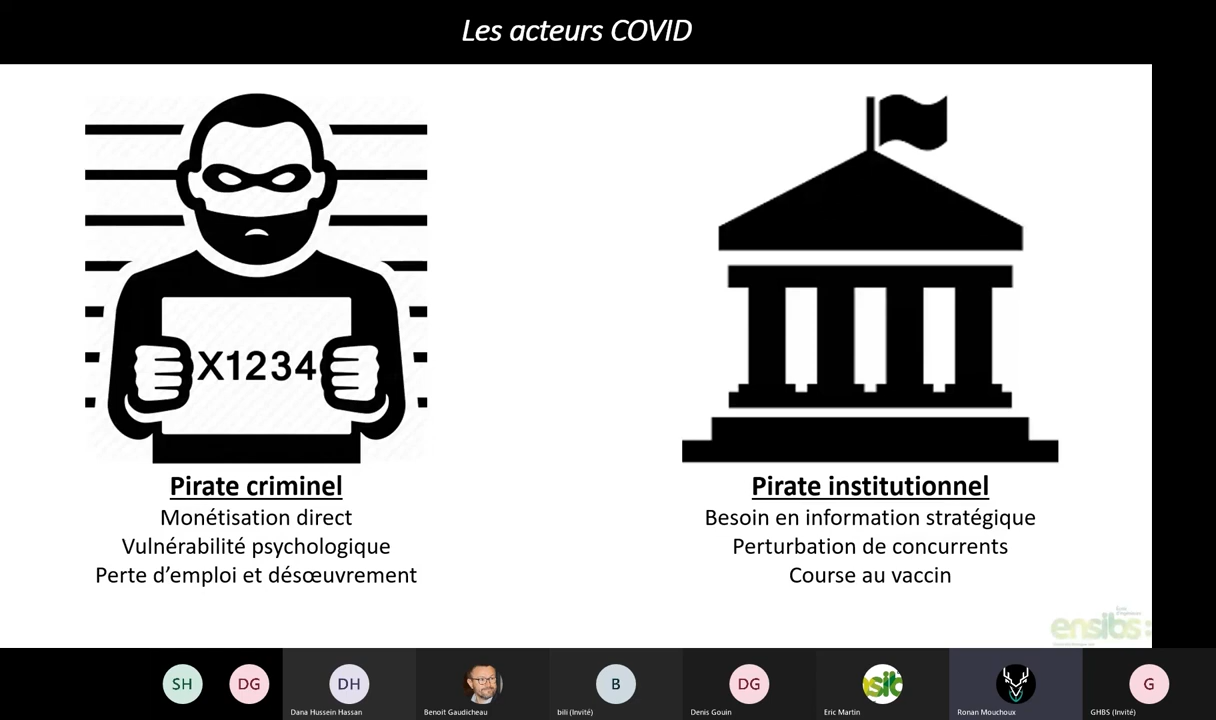 Les acteurs COVID
X1234
Pirate criminel
Monétisation direct
Vulnérabilité psychologique
Perte d’emploi et désœuvrement
Pirate institutionnel
Besoin en information stratégique
Perturbation de concurrents
Course au vaccin
ensibs
SH
DG
DH
Dana Hussein Hassan
Benoit Gaudicheau
B
bili (Invité)
DG
Denis Gouin
sib
Eric Martin
Ronan Mouchoux
G
GHBS (Invité)